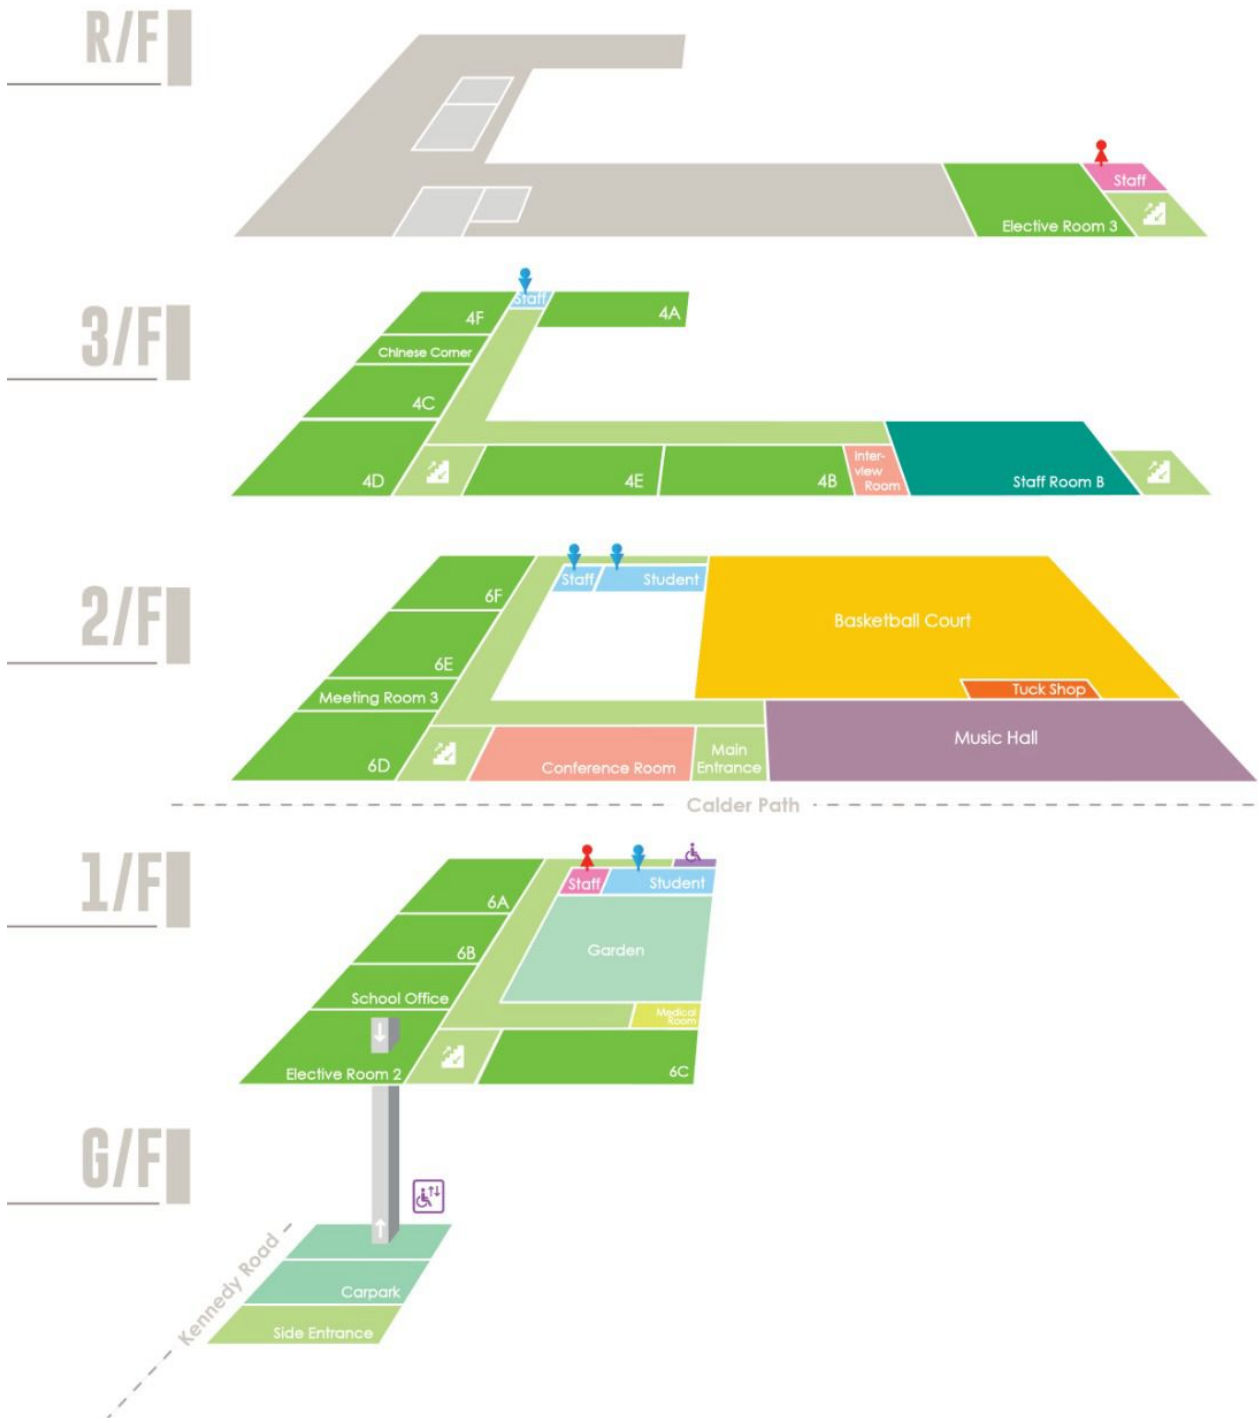 R/F
Staff
Elective Room 3
3/F
Staff
4F
4A
Chinese Corner
4C
4D
4E
4B
Inter-
view
Room
Staff Room B
2/F
Staff
Student
6F
Basketball Court
6E
Meeting Room 3
Tuck Shop
6D
Conference Room
Main
Entrance
Music Hall
Calder Path
1/F
Staff
Student
6A
6B
Garden
School Office
Medical
Room
Elective Room 2
6C
G/F
Kennedy Road
Carpark
Side Entrance